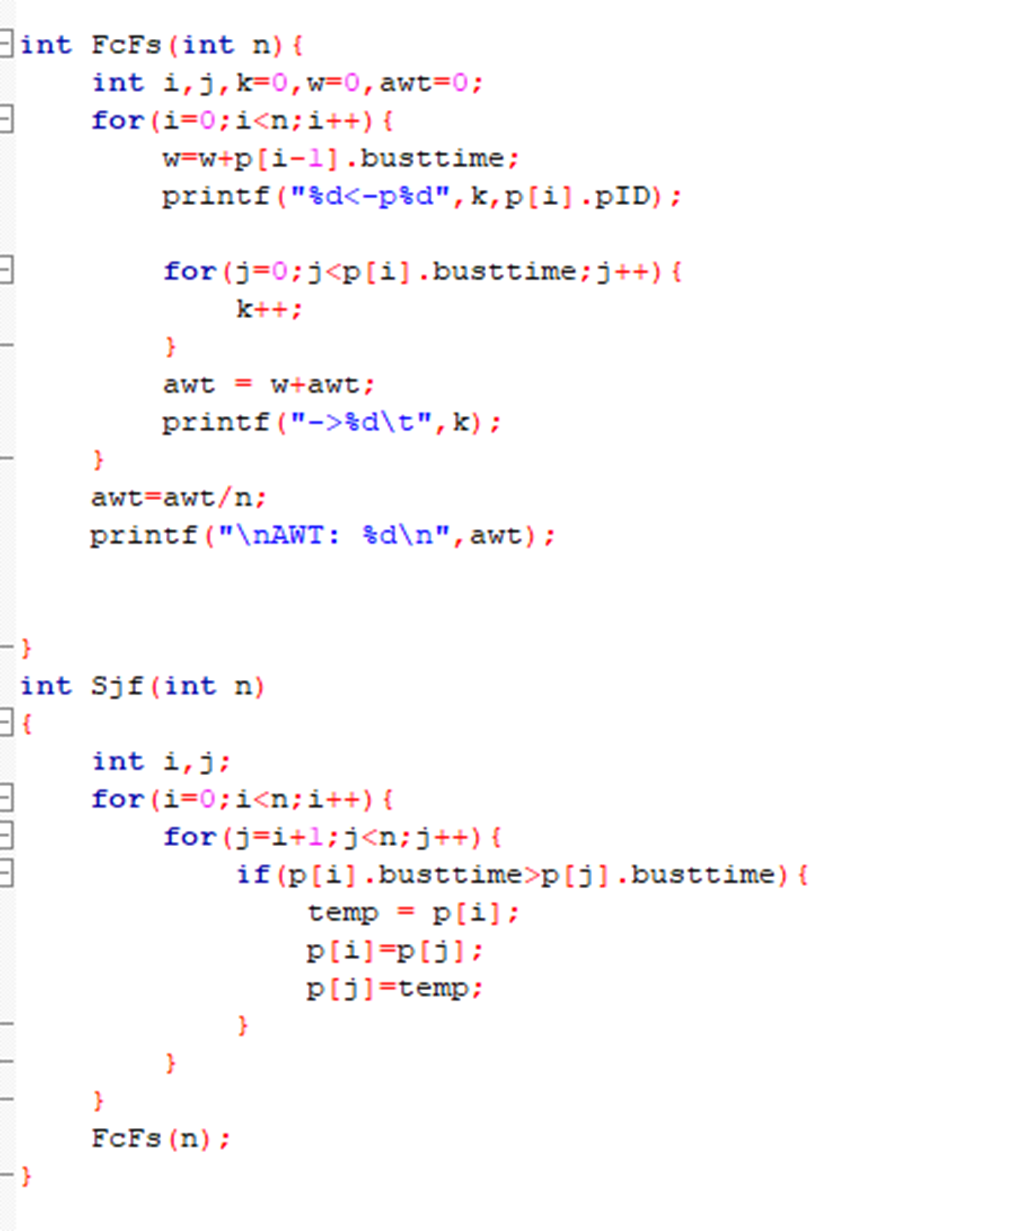 int FcFs(int n){
    int i,j,k=0,w=0,awt=0;
    for(i=0;i<n;i++){
        w=w+p[i-1].busttime;
        printf("%d<-p%d",k,p[i].pID);
        for(j=0;j<p[i].busttime;j++){
            k++;
        }
        awt = w+awt;
        printf("->%d\t",k);
    }
    awt=awt/n;
    printf("\nAWT: %d\n",awt);
}
int Sjf(int n)
{
    int i,j;
    for(i=0;i<n;i++){
        for(j=i+1;j<n;j++){
            if(p[i].busttime>p[j].busttime){
                temp = p[i];
                p[i]=p[j];
                p[j]=temp;
            }
        }
    }
    FcFs(n);
}